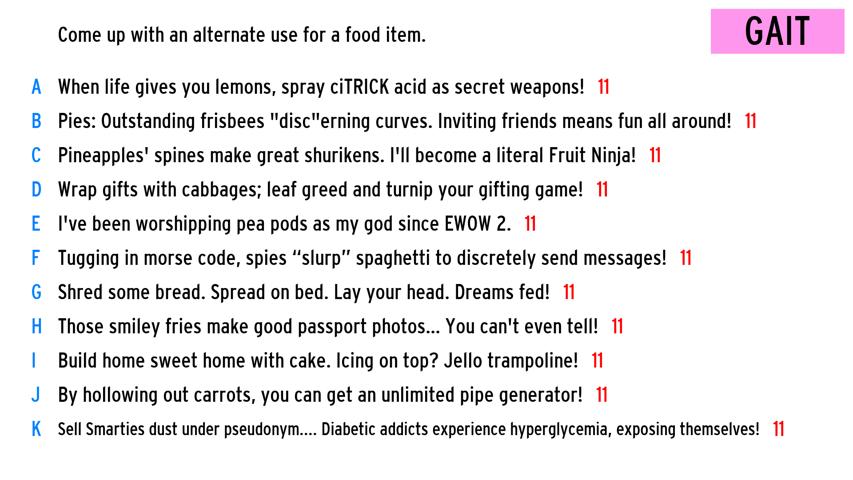 Come up with an alternate use for a food item.
GAIT
A When life gives you lemons, spray ciTRICK acid as secret weapons! 11
B Pies: Outstanding frisbees "disc"erning curves. Inviting friends means fun all around! 11
C Pineapples' spines make great shurikens. I'll become a literal Fruit Ninja! 11
D Wrap gifts with cabbages; leaf greed and turnip your gifting game! 11
E I've been worshipping pea pods as my god since EWOW 2. 11
F Tugging in morse code, spies “slurp” spaghetti to discretely send messages! 11
G Shred some bread. Spread on bed. Lay your head. Dreams fed! 11
H Those smiley fries make good passport photos... You can't even tell! 11
I Build home sweet home with cake. Icing on top? Jello trampoline! 11
J By hollowing out carrots, you can get an unlimited pipe generator! 11
K Sell Smarties dust under pseudonym.... Diabetic addicts experience hyperglycemia, exposing themselves! 11